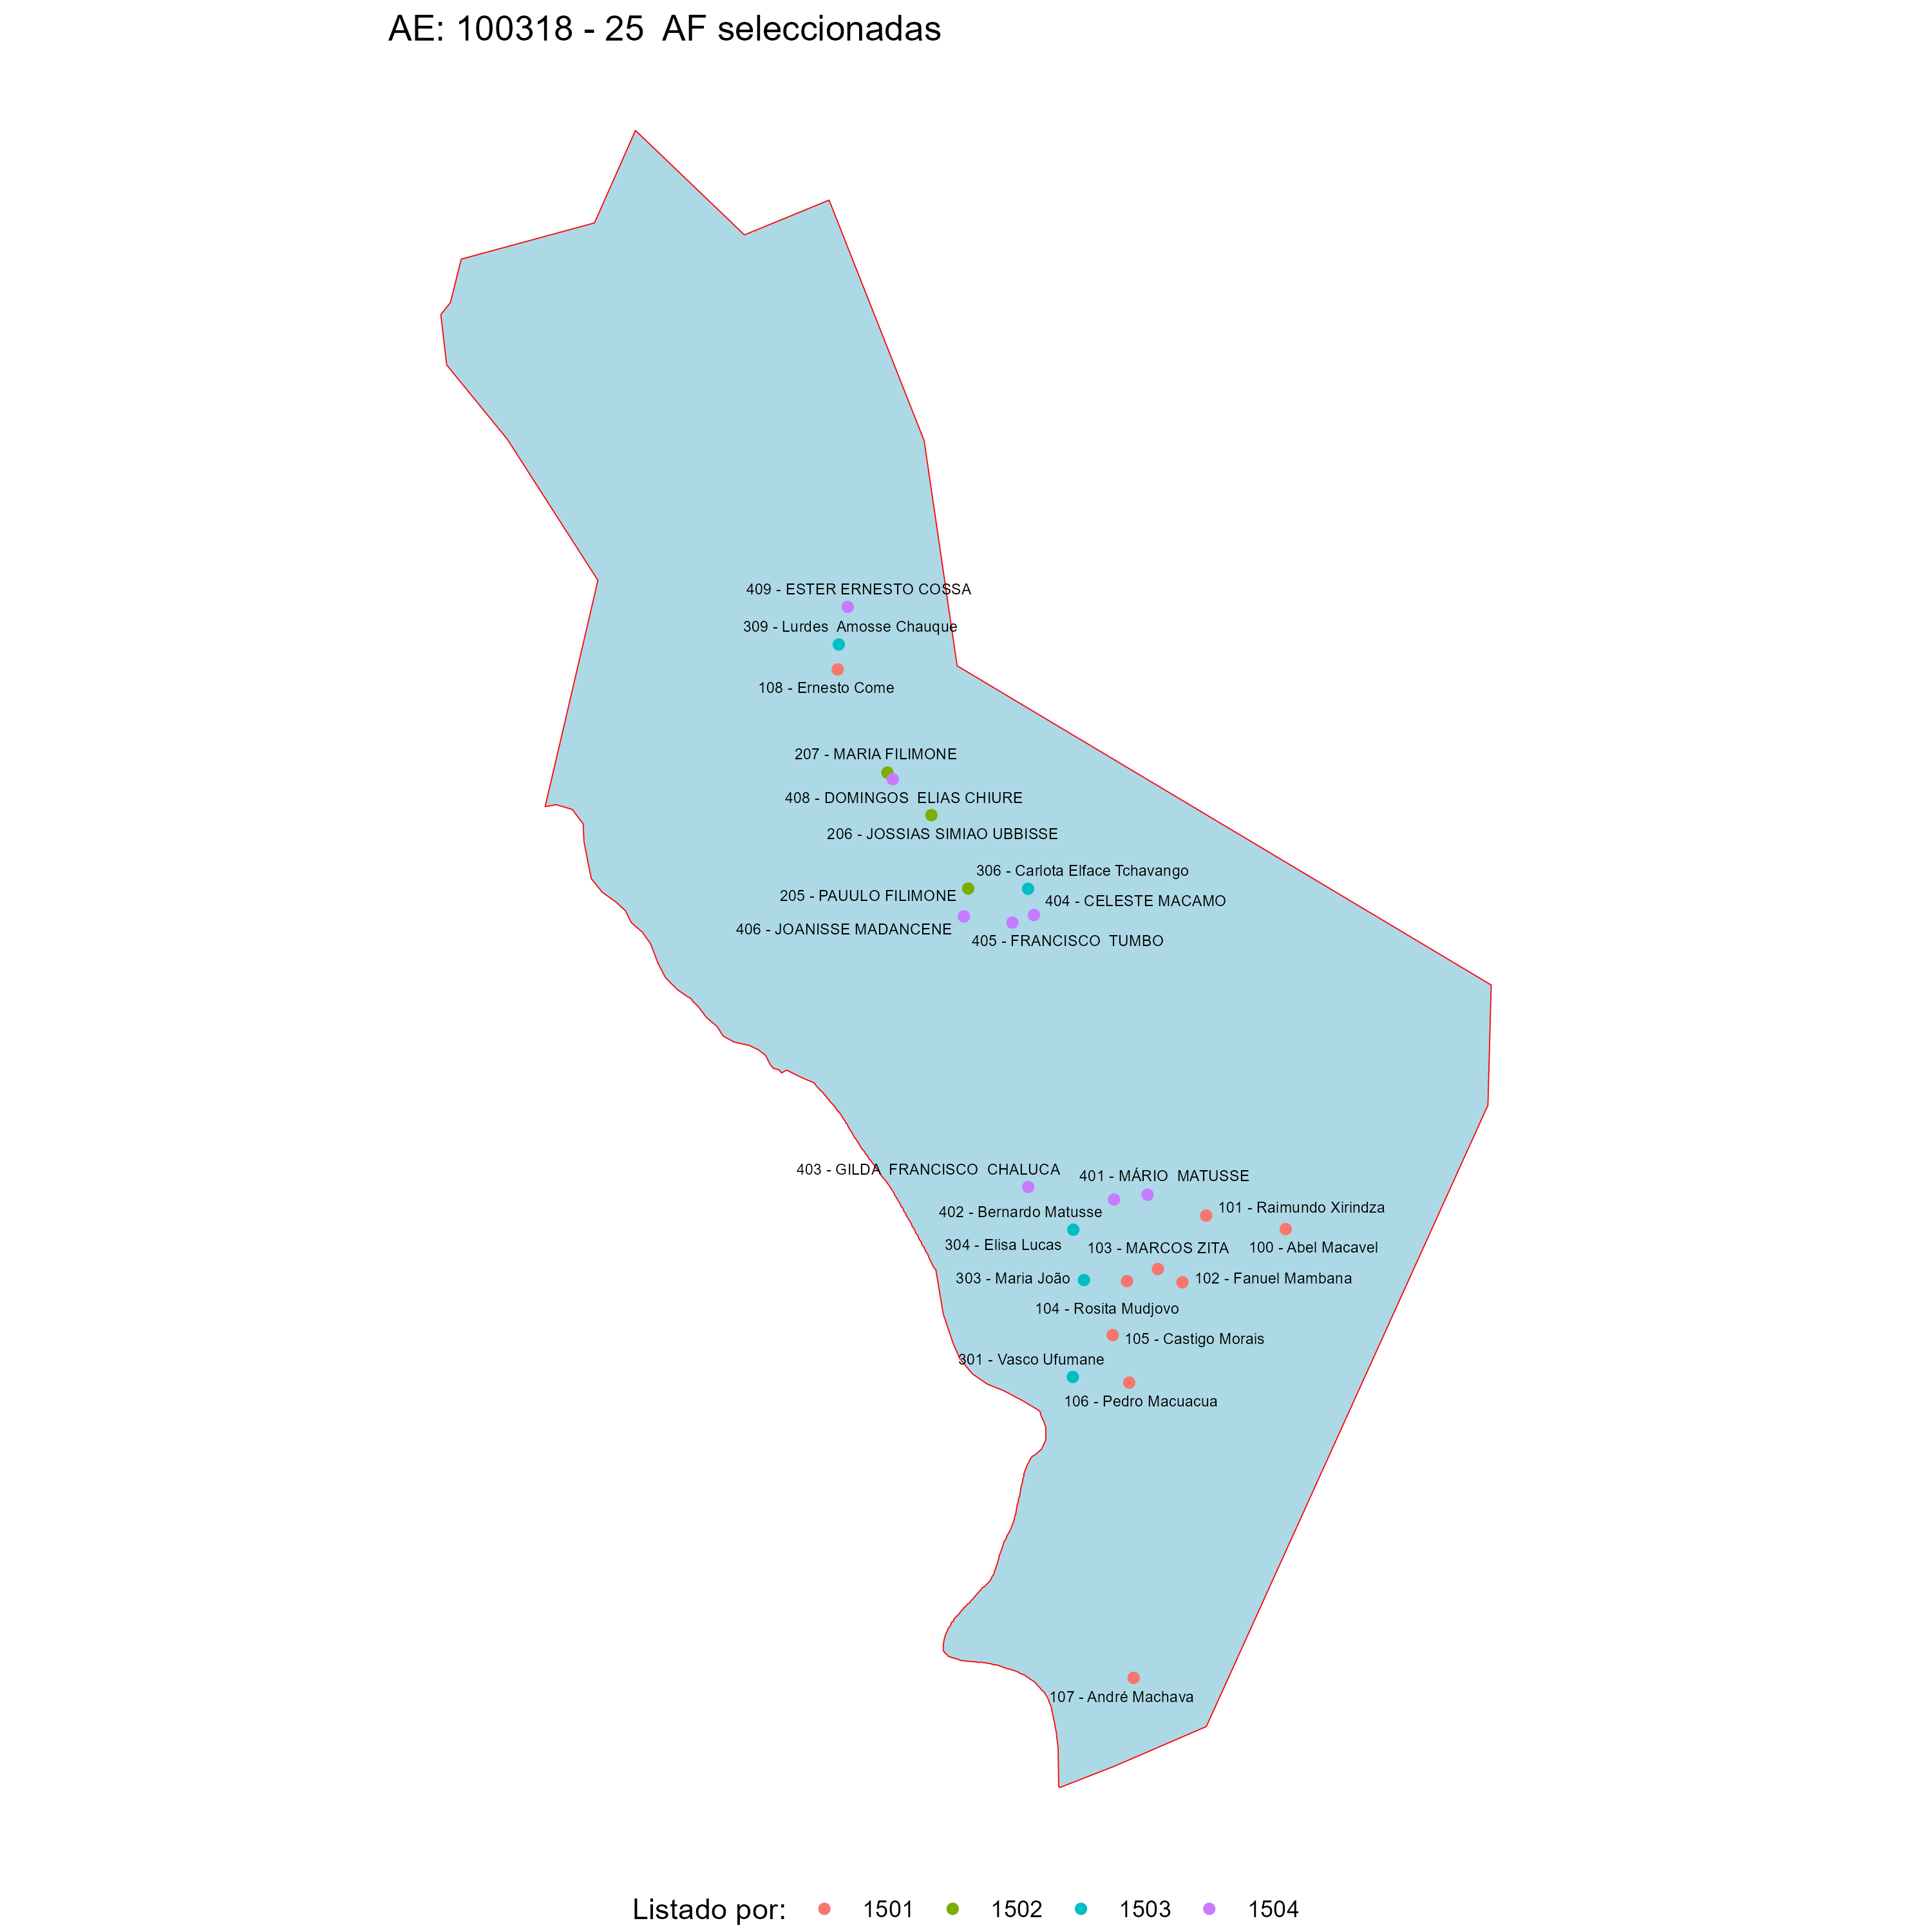 AE: 100318 - 25  AF seleccionadas
409 - ESTER ERNESTO COSSA
309 - Lurdes  Amosse Chauque
108 - Ernesto Come
207 - MARIA FILIMONE
408 - DOMINGOS  ELIAS CHIURE
206 - JOSSIAS SIMIAO UBBISSE
306 - Carlota Elface Tchavango
205 - PAUULO FILIMONE
404 - CELESTE MACAMO
406 - JOANISSE MADANCENE
405 - FRANCISCO  TUMBO
403 - GILDA  FRANCISCO  CHALUCA
401 - MÁRIO  MATUSSE
402 - Bernardo Matusse
101 - Raimundo Xirindza
304 - Elisa Lucas
103 - MARCOS ZITA
100 - Abel Macavel
303 - Maria João
102 - Fanuel Mambana
104 - Rosita Mudjovo
105 - Castigo Morais
301 - Vasco Ufumane
106 - Pedro Macuacua
107 - André Machava
Listado por: 1501 1502 1503 1504